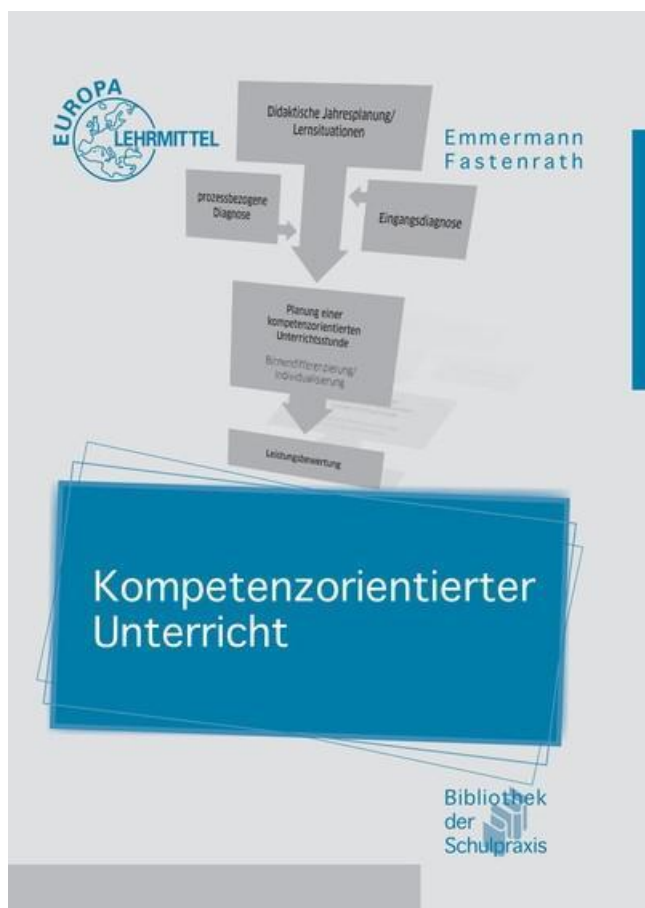 EUROPA
LEHRMITTEL
Emmermann
Fastenrath
Didaktische Jahresplanung/
Lernsituationen
prozessbezogene
Diagnose
Eingangsdiagnose
Planung einer
kompetenzorientierten
Unterrichtsstunde
Binnendifferenzierung/
Individualisierung
Leistungsbewertung
Kompetenzorientierter
Unterricht
Bibliothek
der
Schulpraxis